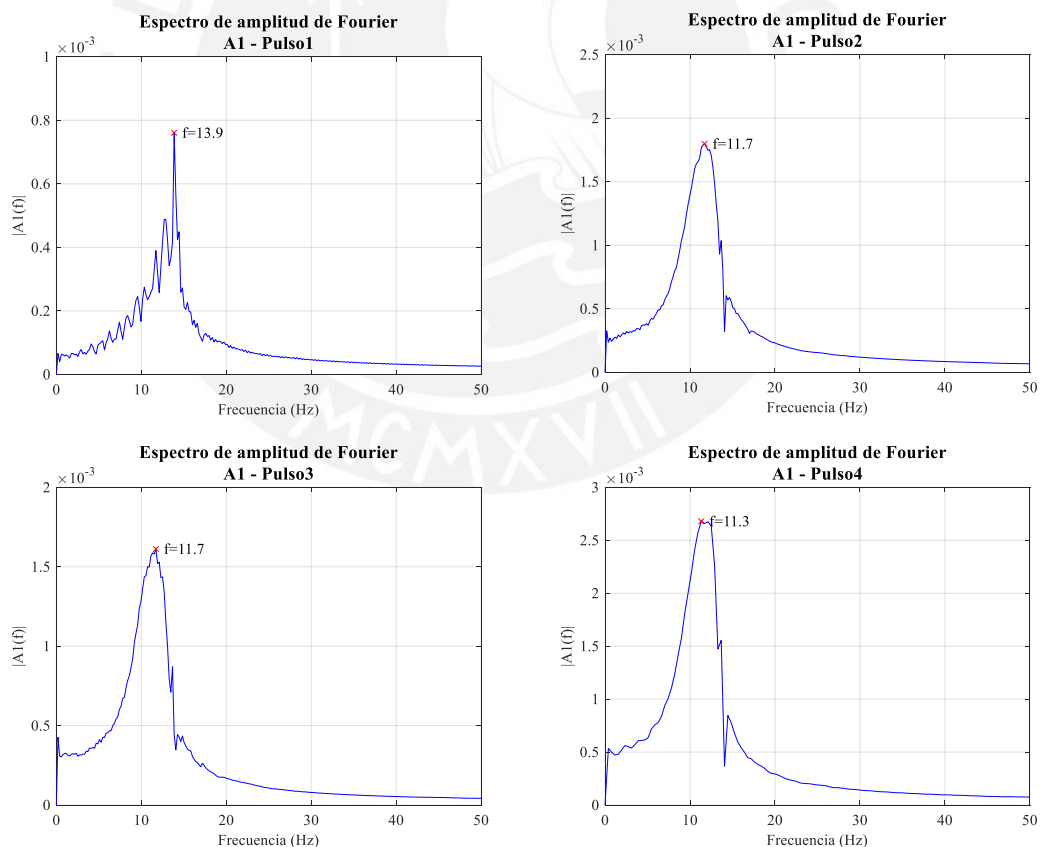 Espectro de amplitud de Fourier
A1 - Pulso1
×10⁻³
1
0.8
0.6
0.4
0.2
0
|A1(f)|
f=13.9
0 10 20 30 40 50
Frecuencia (Hz)
Espectro de amplitud de Fourier
A1 - Pulso2
×10⁻³
2.5
2
1.5
1
0.5
0
|A1(f)|
f=11.7
0 10 20 30 40 50
Frecuencia (Hz)
MCMXVII
Espectro de amplitud de Fourier
A1 - Pulso3
×10⁻³
2
1.5
1
0.5
0
|A1(f)|
f=11.7
0 10 20 30 40 50
Frecuencia (Hz)
Espectro de amplitud de Fourier
A1 - Pulso4
×10⁻³
3
2.5
2
1.5
1
0.5
0
|A1(f)|
f=11.3
0 10 20 30 40 50
Frecuencia (Hz)